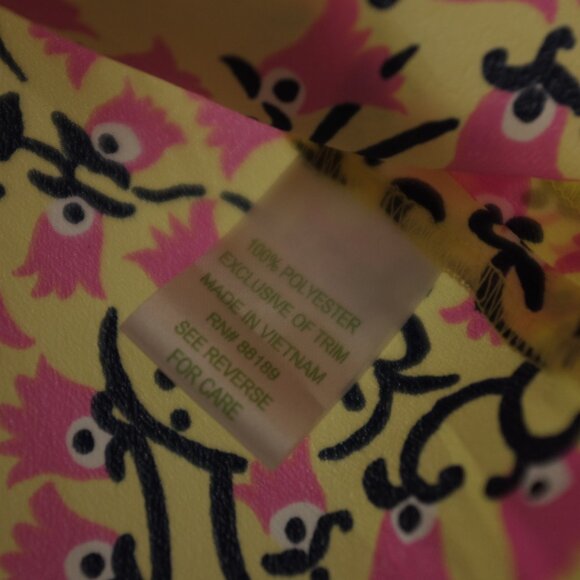 100% POLYESTER
EXCLUSIVE OF TRIM
MADE IN VIETNAM
RN# 88189
SEE REVERSE
FOR CARE